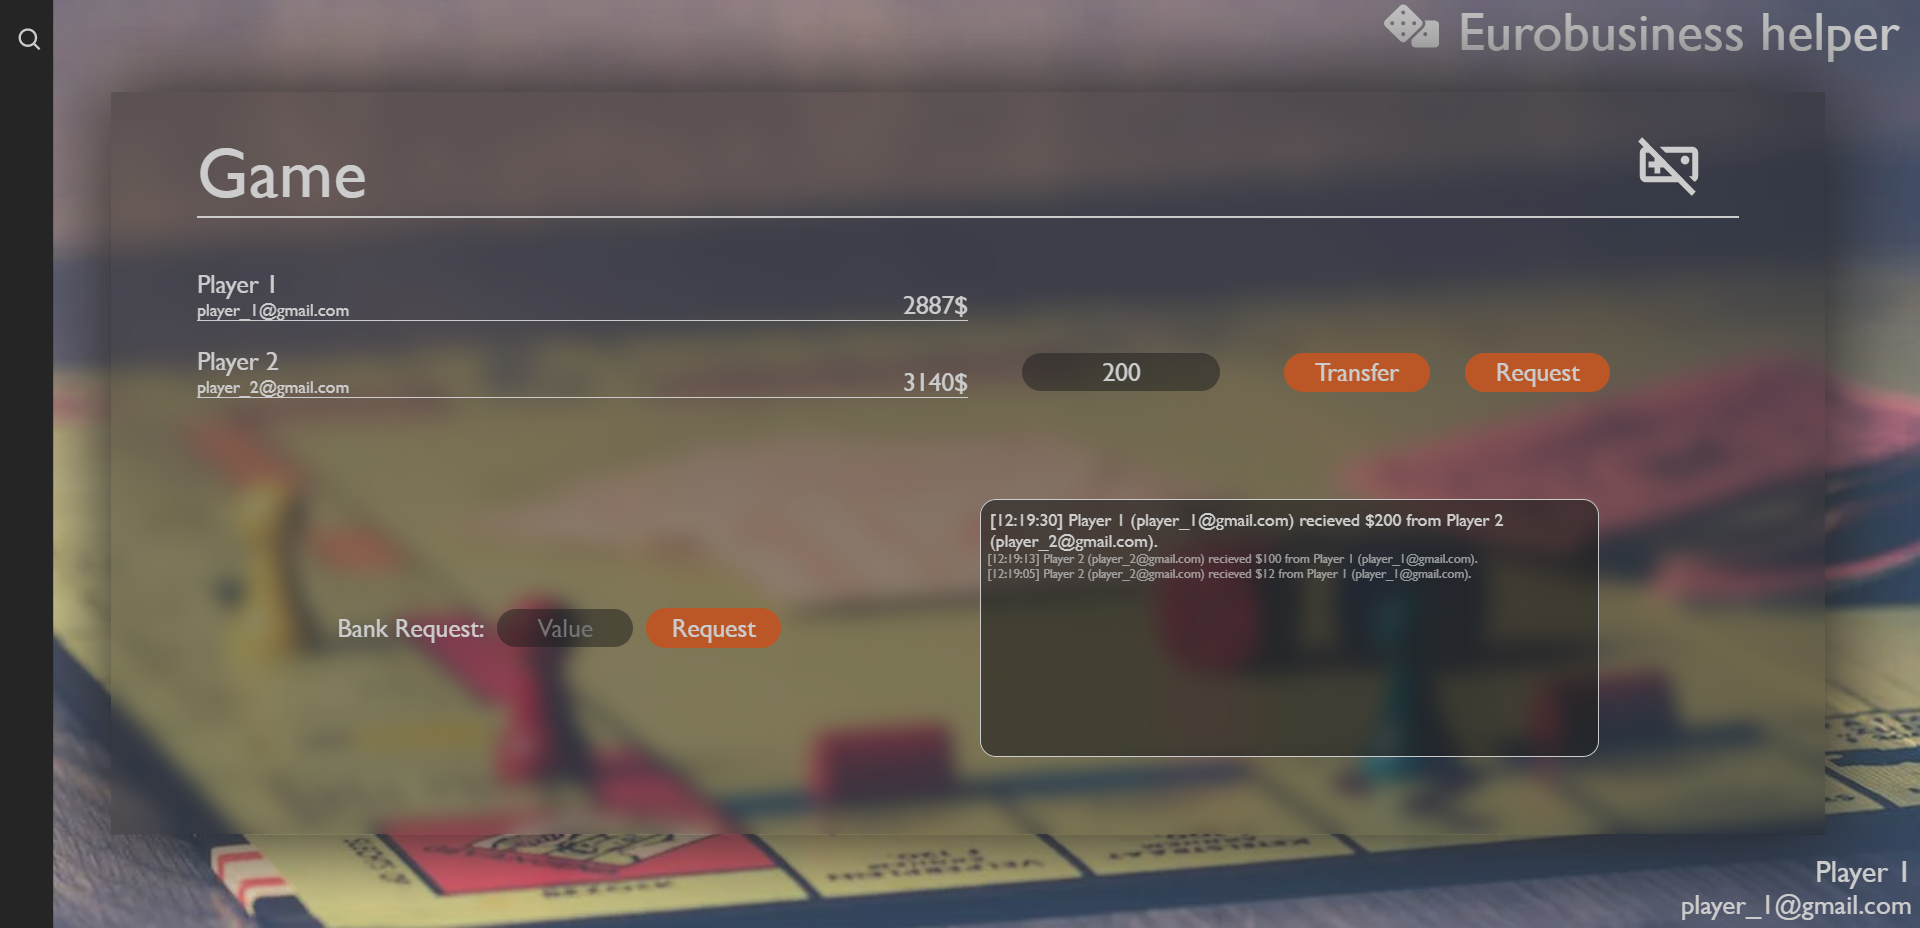 Eurobusiness helper
Game
Player 1
player_1@gmail.com
2887$
Player 2
player_2@gmail.com
3140$
200
Transfer
Request
[12:19:30] Player 1 (player_1@gmail.com) recieved $200 from Player 2
(player_2@gmail.com).
[12:19:13] Player 2 (player_2@gmail.com) recieved $100 from Player 1 (player_1@gmail.com).
[12:19:05] Player 2 (player_2@gmail.com) recieved $12 from Player 1 (player_1@gmail.com).
Bank Request:
Value
Request
VELPERPLEIN
KETELSTRAAT
Player 1
player_1@gmail.com